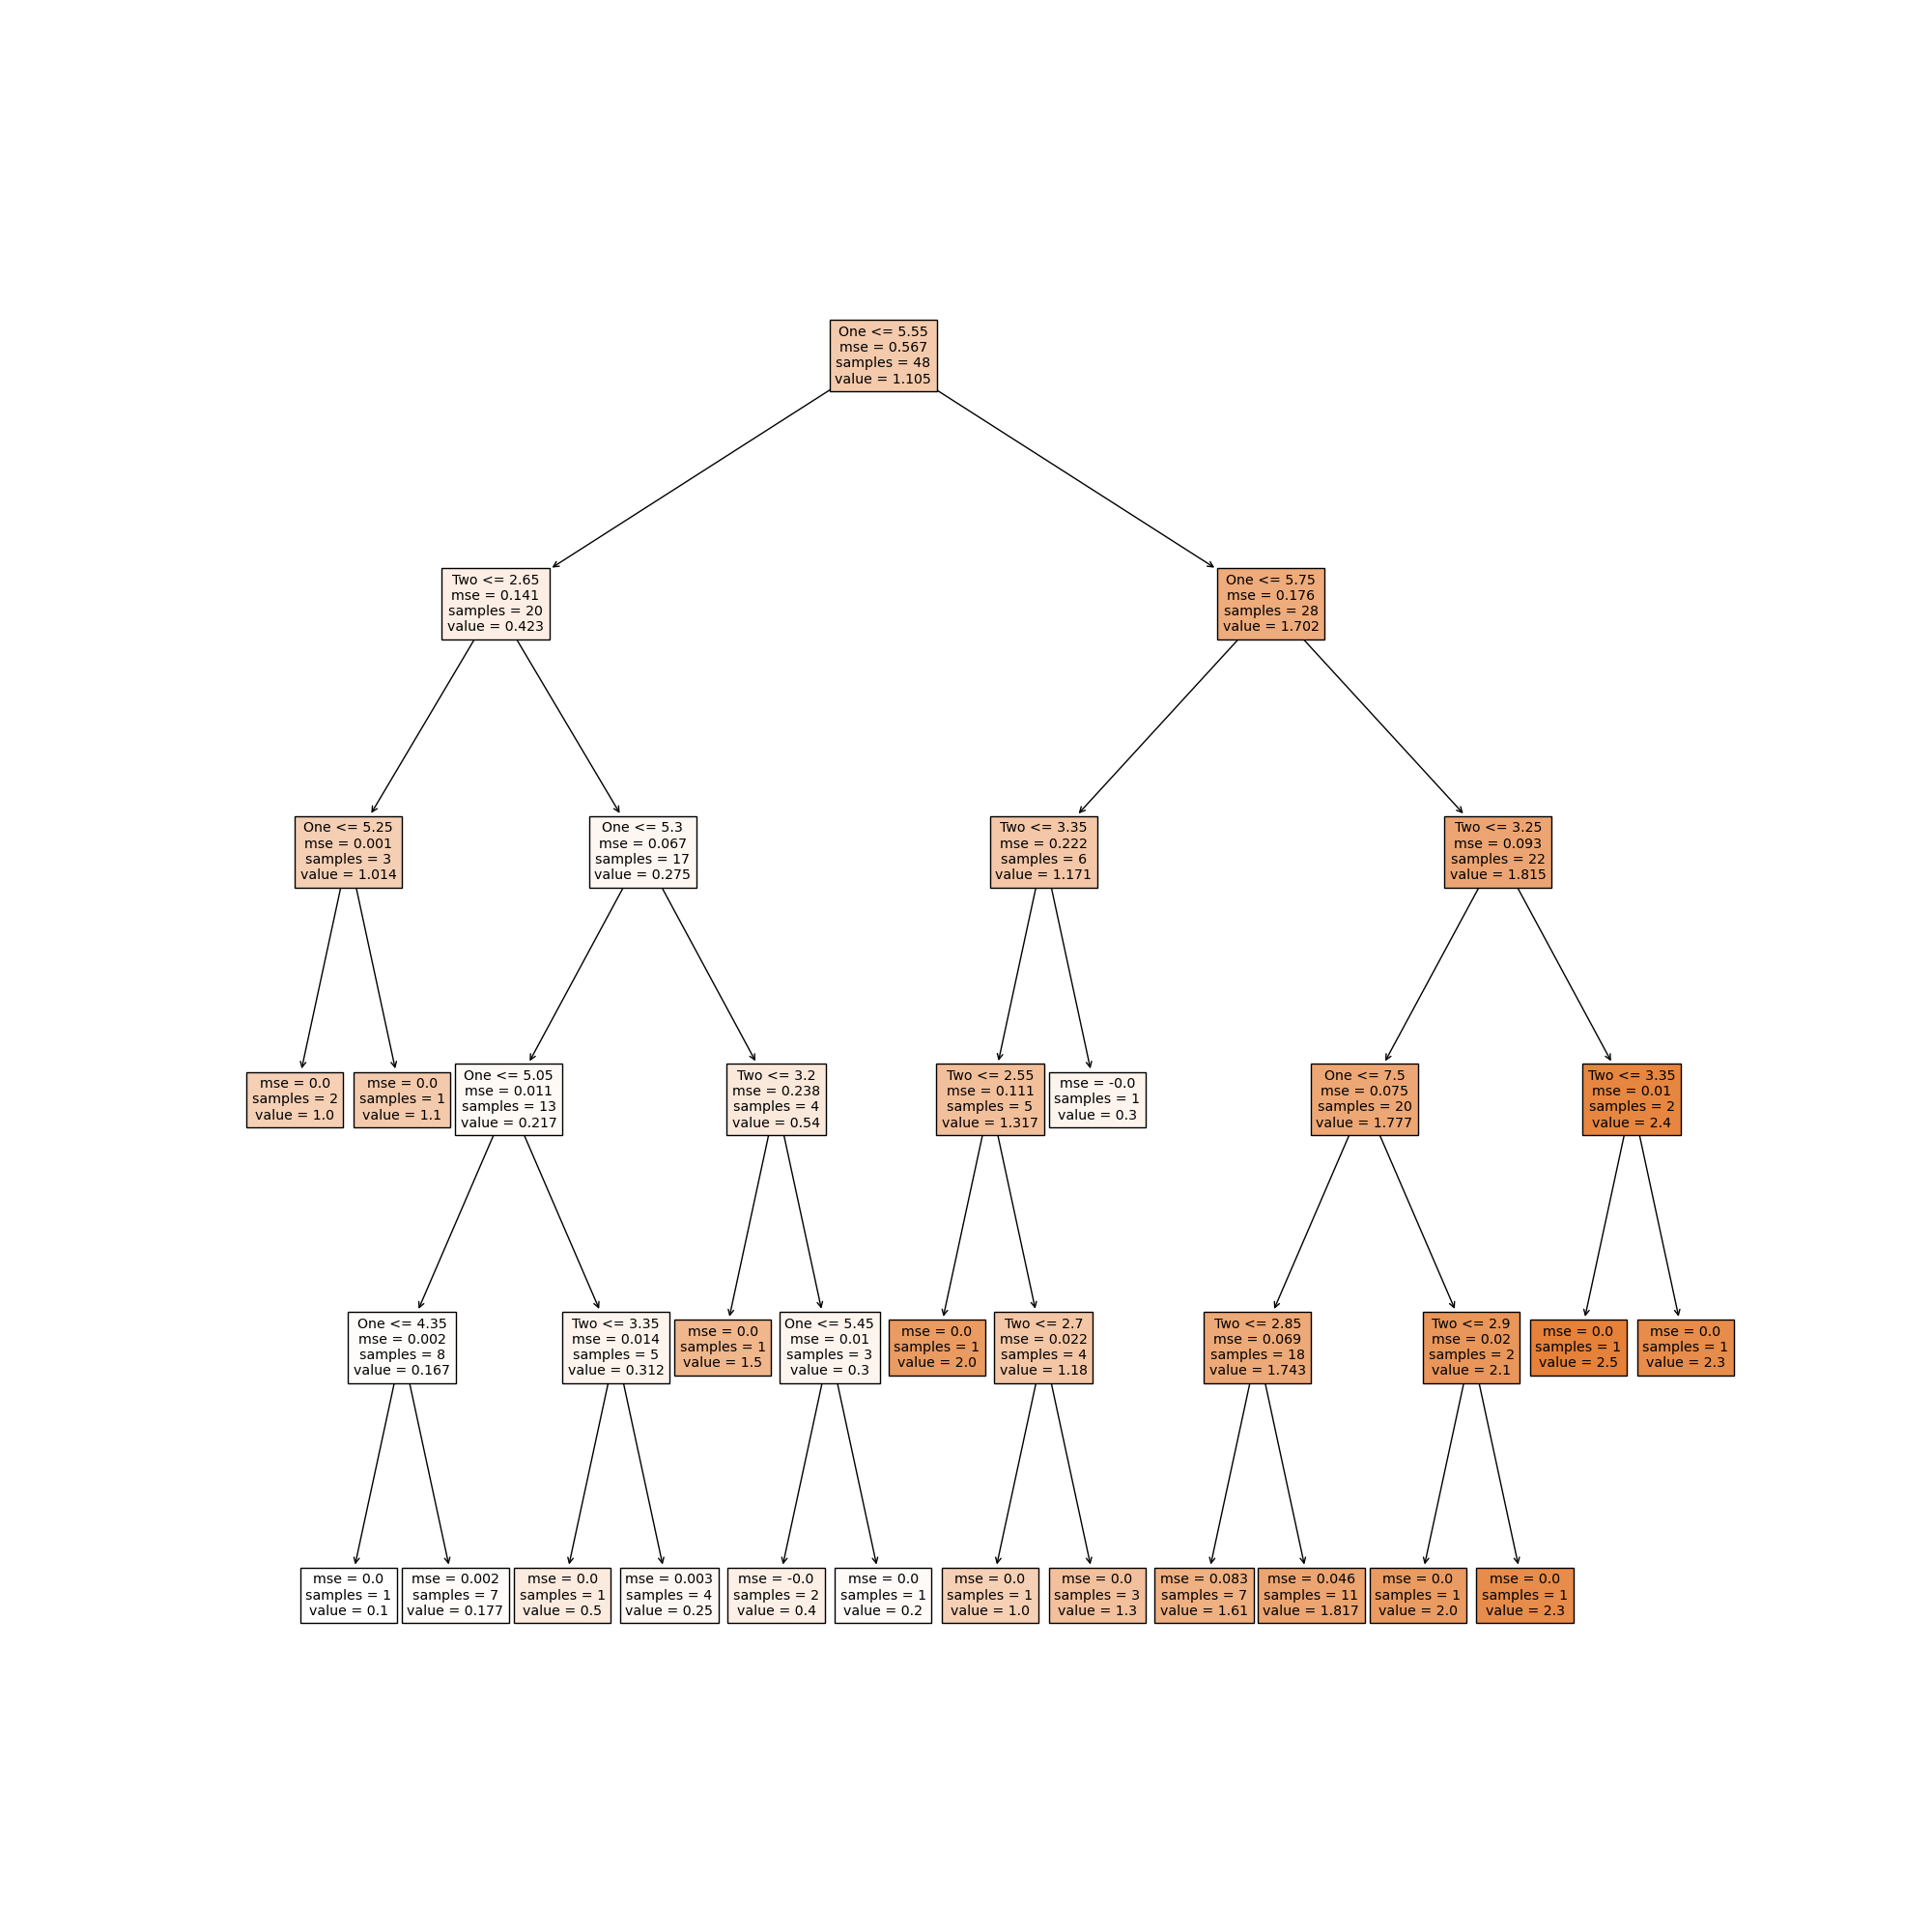 One <= 5.55
mse = 0.567
samples = 48
value = 1.105
Two <= 2.65
mse = 0.141
samples = 20
value = 0.423
One <= 5.75
mse = 0.176
samples = 28
value = 1.702
One <= 5.25
mse = 0.001
samples = 3
value = 1.014
One <= 5.3
mse = 0.067
samples = 17
value = 0.275
Two <= 3.35
mse = 0.222
samples = 6
value = 1.171
Two <= 3.25
mse = 0.093
samples = 22
value = 1.815
mse = 0.0
samples = 2
value = 1.0
mse = 0.0
samples = 1
value = 1.1
One <= 5.05
mse = 0.011
samples = 13
value = 0.217
Two <= 3.2
mse = 0.238
samples = 4
value = 0.54
Two <= 2.55
mse = 0.111
samples = 5
value = 1.317
mse = -0.0
samples = 1
value = 0.3
One <= 7.5
mse = 0.075
samples = 20
value = 1.777
Two <= 3.35
mse = 0.01
samples = 2
value = 2.4
One <= 4.35
mse = 0.002
samples = 8
value = 0.167
Two <= 3.35
mse = 0.014
samples = 5
value = 0.312
mse = 0.0
samples = 1
value = 1.5
One <= 5.45
mse = 0.01
samples = 3
value = 0.3
mse = 0.0
samples = 1
value = 2.0
Two <= 2.7
mse = 0.022
samples = 4
value = 1.18
Two <= 2.85
mse = 0.069
samples = 18
value = 1.743
Two <= 2.9
mse = 0.02
samples = 2
value = 2.1
mse = 0.0
samples = 1
value = 2.5
mse = 0.0
samples = 1
value = 2.3
mse = 0.0
samples = 1
value = 0.1
mse = 0.002
samples = 7
value = 0.177
mse = 0.0
samples = 1
value = 0.5
mse = 0.003
samples = 4
value = 0.25
mse = -0.0
samples = 2
value = 0.4
mse = 0.0
samples = 1
value = 0.2
mse = 0.0
samples = 1
value = 1.0
mse = 0.0
samples = 3
value = 1.3
mse = 0.083
samples = 7
value = 1.61
mse = 0.046
samples = 11
value = 1.817
mse = 0.0
samples = 1
value = 2.0
mse = 0.0
samples = 1
value = 2.3